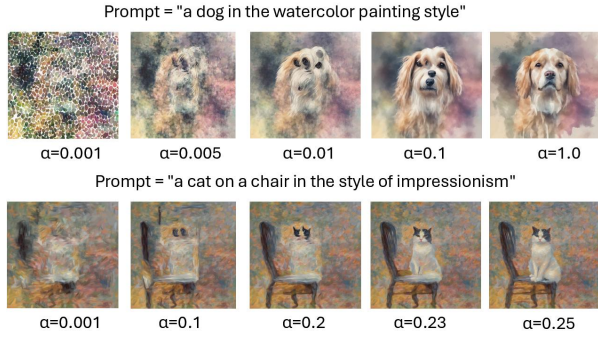 Prompt = "a dog in the watercolor painting style"
α=0.001 α=0.005 α=0.01 α=0.1 α=1.0
Prompt = "a cat on a chair in the style of impressionism"
α=0.001 α=0.1 α=0.2 α=0.23 α=0.25